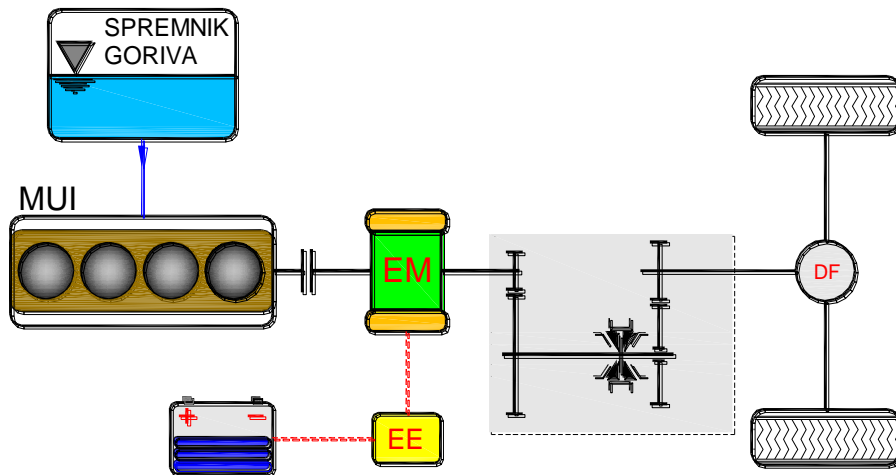 SPREMNIK
GORIVA
MUI
EM
DF
+ −
EE